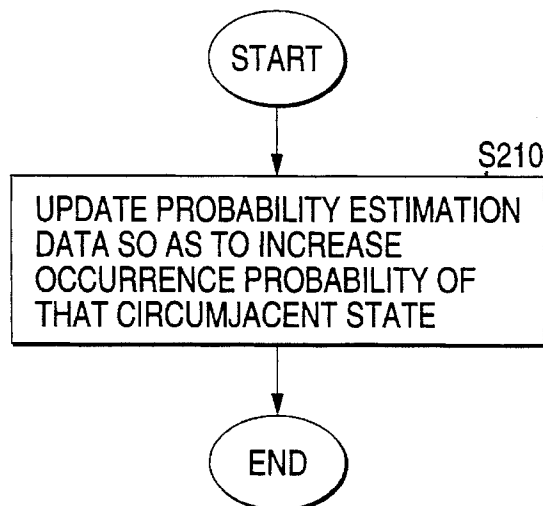 START
S210
UPDATE PROBABILITY ESTIMATION
DATA SO AS TO INCREASE
OCCURRENCE PROBABILITY OF
THAT CIRCUMJACENT STATE
END